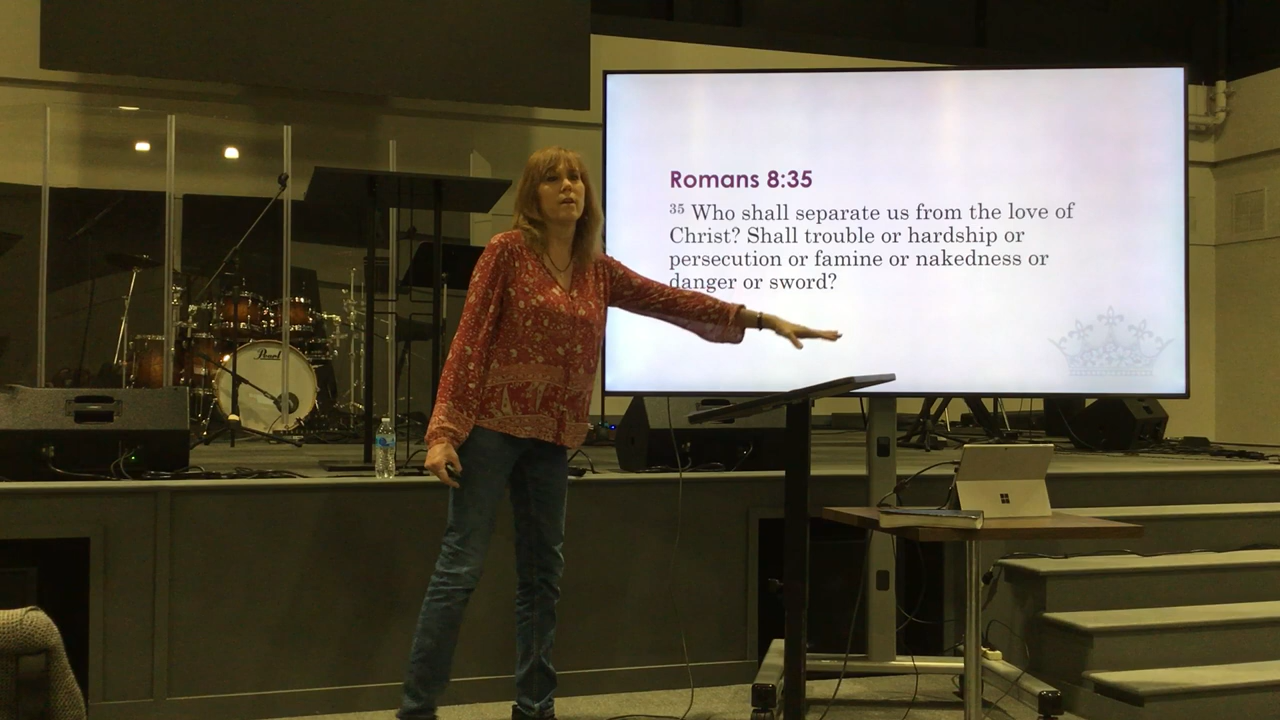 Romans 8:35
35 Who shall separate us from the love of
Christ? Shall trouble or hardship or
persecution or famine or nakedness or
danger or sword?
Pearl